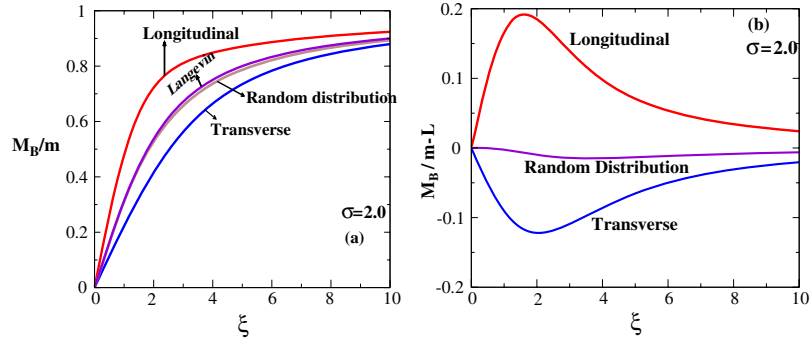 1
0.8
0.6
0.4
0.2
0
M_B/m
Longitudinal
Langevin
Random distribution
Transverse
σ=2.0
(a)
0 2 4 6 8 10
ξ
(b)
0.2
0.1
0
-0.1
-0.2
M_B / m-L
Longitudinal
σ=2.0
Random Distribution
Transverse
0 2 4 6 8 10
ξ